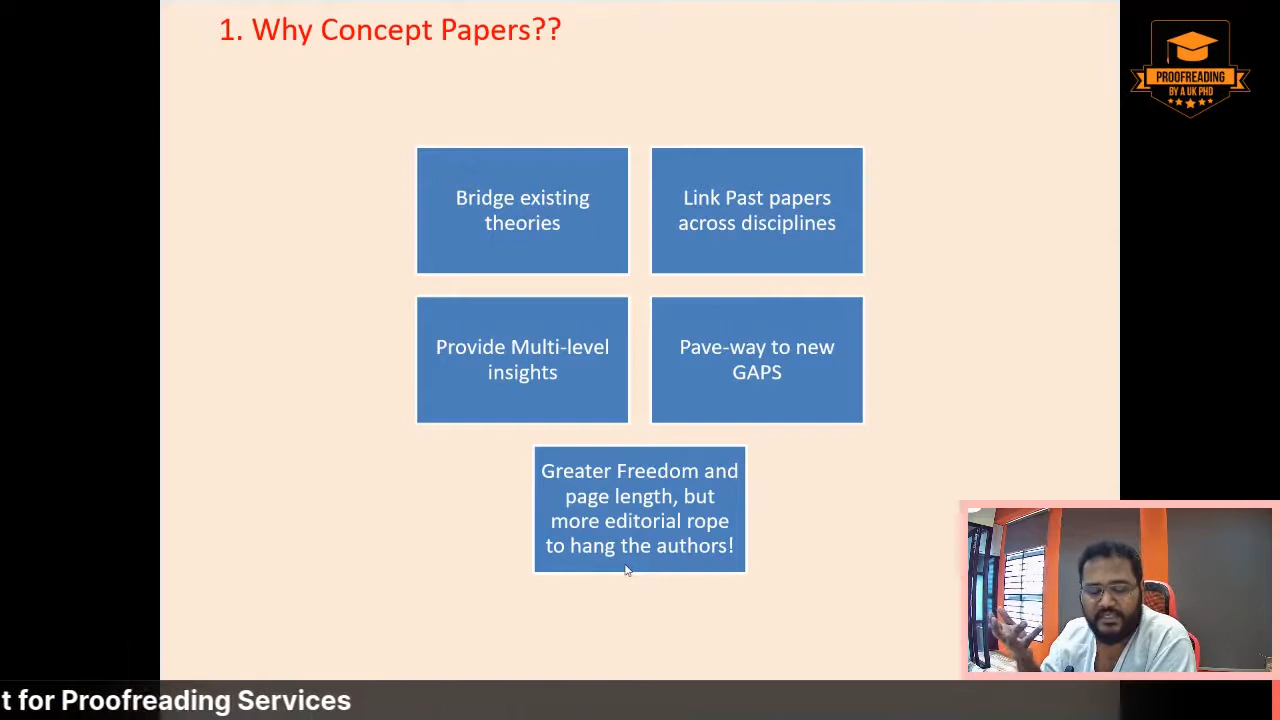 1. Why Concept Papers??
PROOFREADING
BY A UK PHD
Bridge existing
theories
Link Past papers
across disciplines
Provide Multi-level
insights
Pave-way to new
GAPS
Greater Freedom and
page length, but
more editorial rope
to hang the authors!
t for Proofreading Services